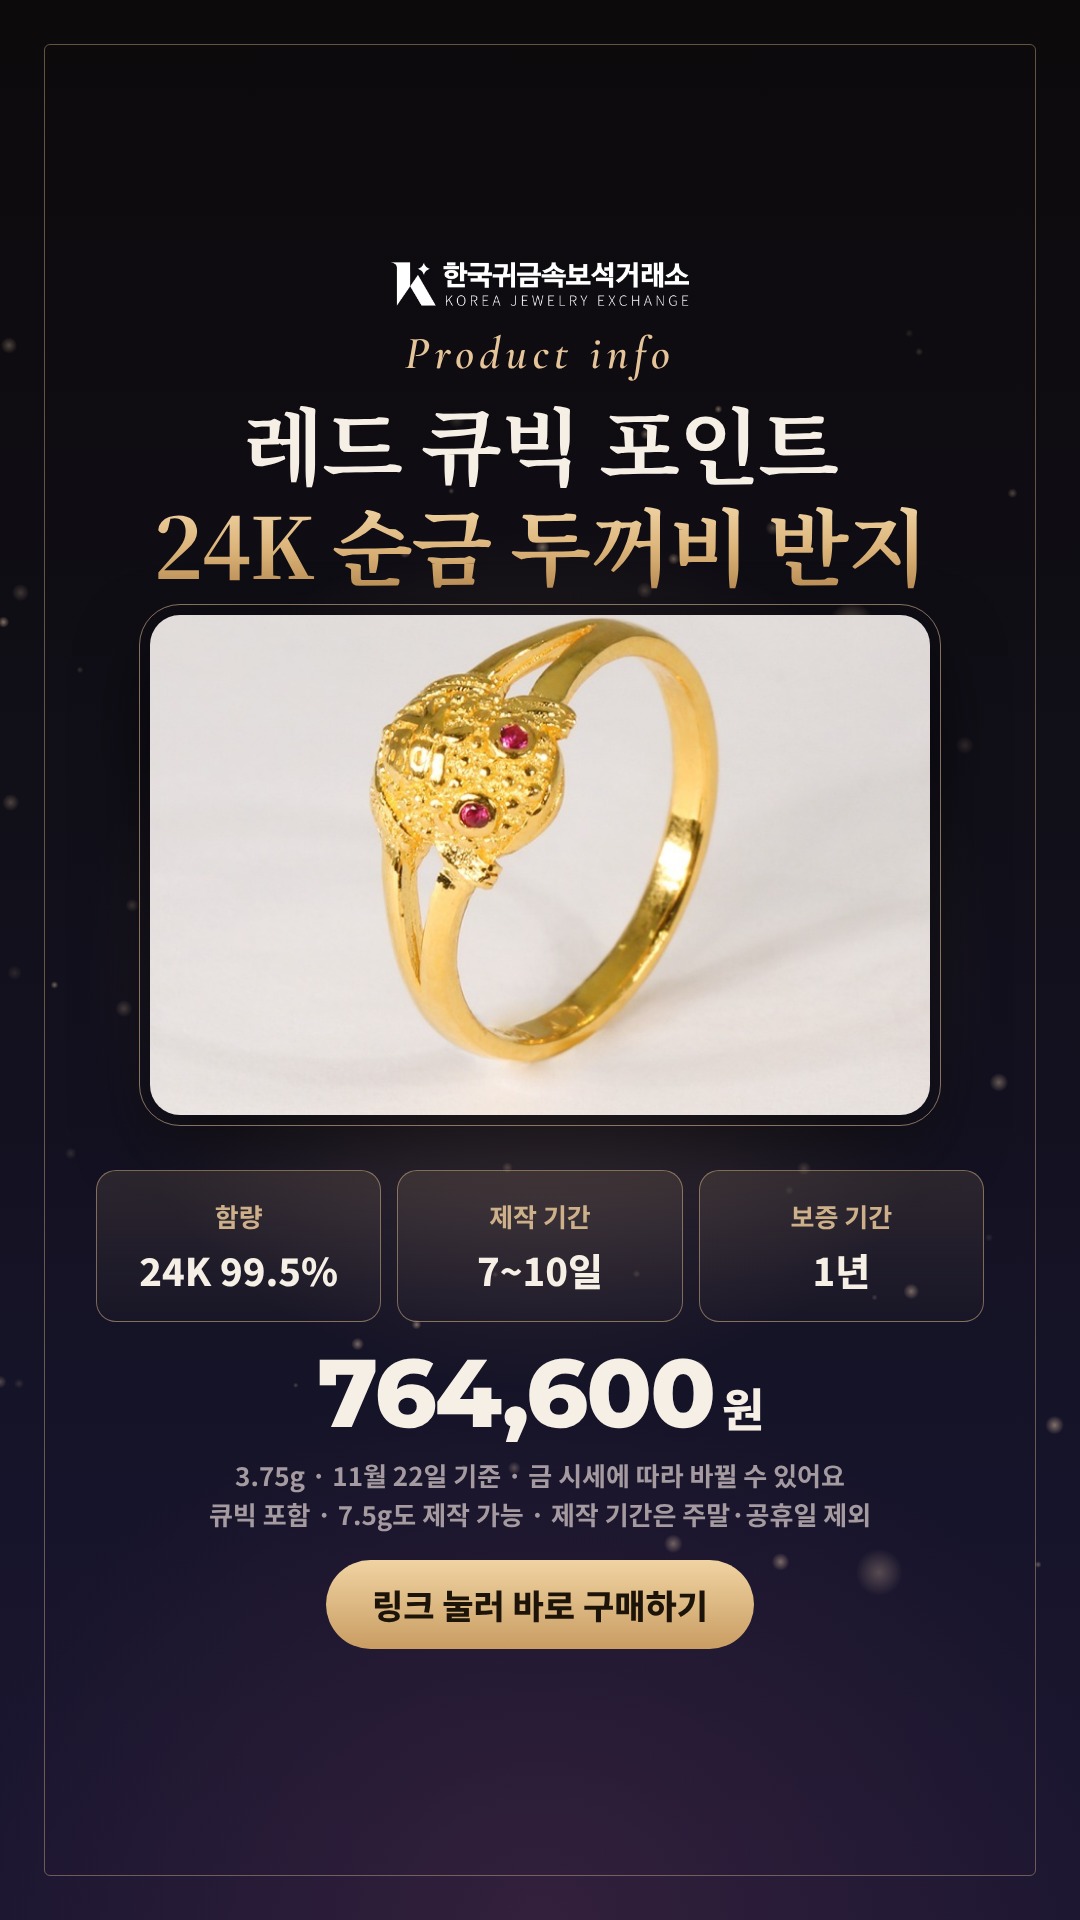 한국귀금속보석거래소
KOREA JEWELRY EXCHANGE
Product info
레드 큐빅 포인트
24K 순금 두꺼비 반지
함량
24K 99.5%
제작 기간
7~10일
보증 기간
1년
764,600원
3.75g · 11월 22일 기준 · 금 시세에 따라 바뀔 수 있어요
큐빅 포함 · 7.5g도 제작 가능 · 제작 기간은 주말·공휴일 제외
링크 눌러 바로 구매하기